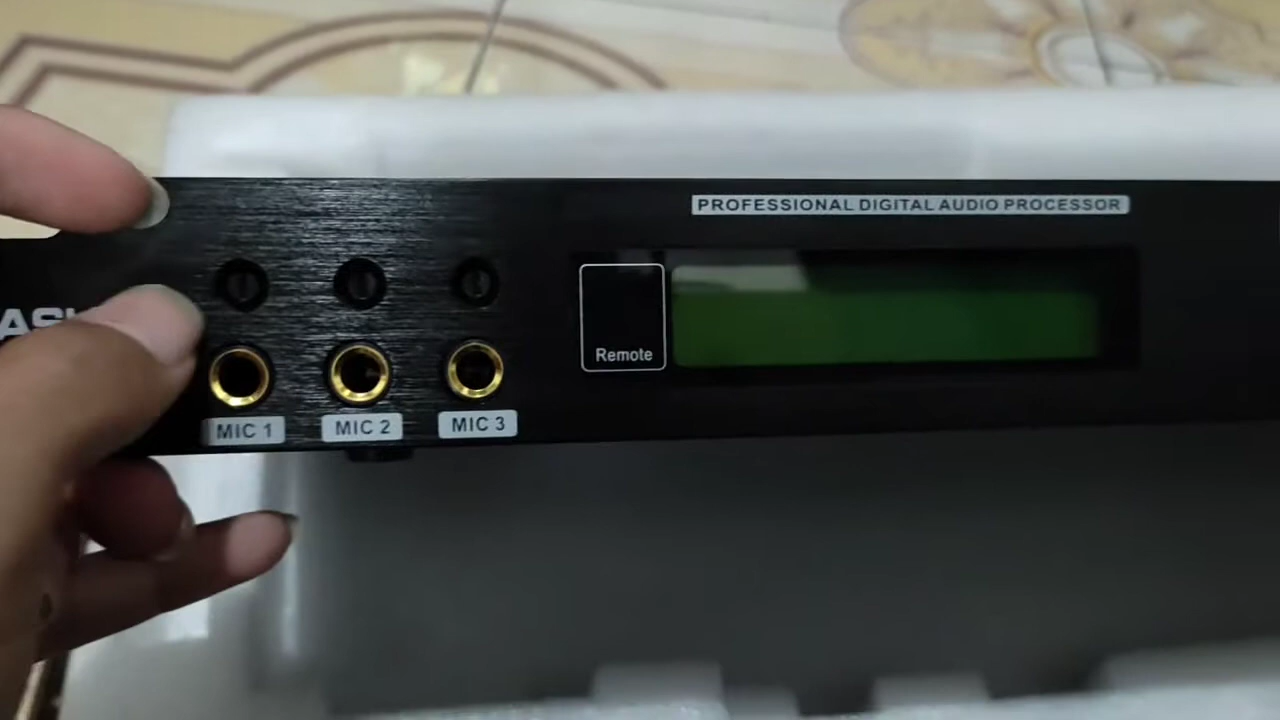 PROFESSIONAL DIGITAL AUDIO PROCESSOR
Remote
MIC 1
MIC 2
MIC 3